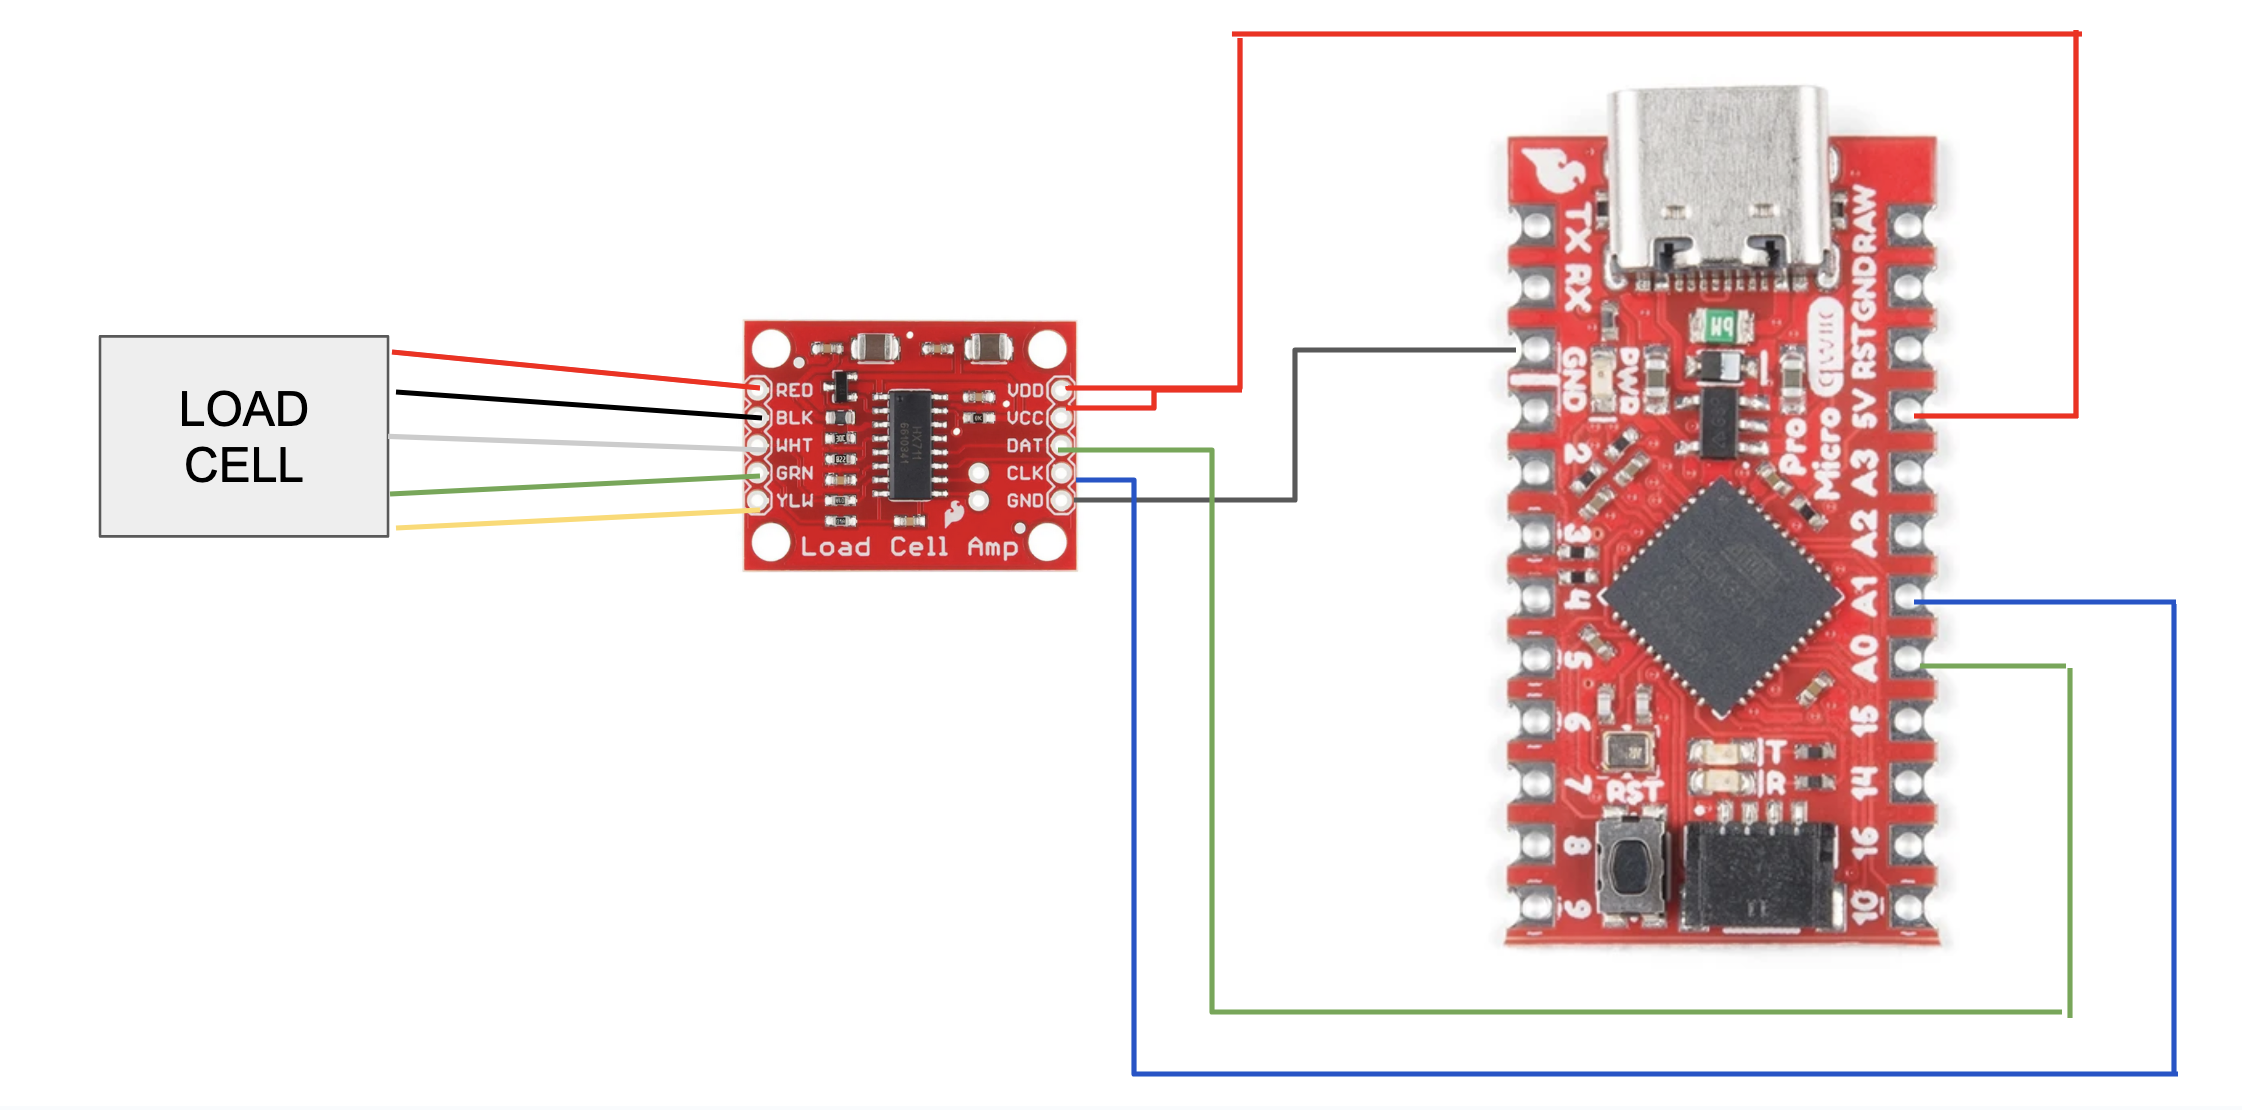 LOAD
CELL
RED
BLK
WHT
GRN
YLW
HX711
VDD
VCC
DAT
CLK
GND
Load Cell Amp
TX
RX
GND
2
3
4
5
6
7
8
9
PWR
qwiic
Pro
Micro
RAW
GND
RST
5V
A3
A2
A1
A0
15
14
16
10
T
R
RST